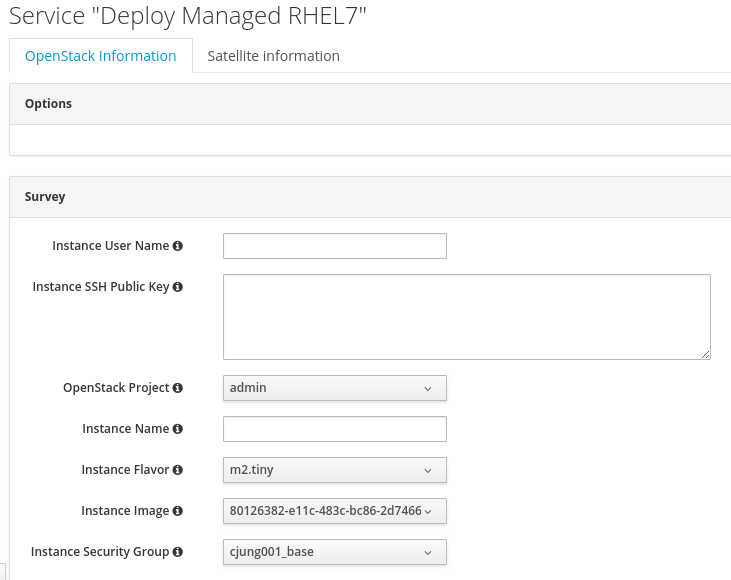 Service "Deploy Managed RHEL7"
OpenStack Information Satellite information
Options
Survey
Instance User Name
Instance SSH Public Key
OpenStack Project admin
Instance Name
Instance Flavor m2.tiny
Instance Image 80126382-e11c-483c-bc86-2d7466
Instance Security Group cjung001_base